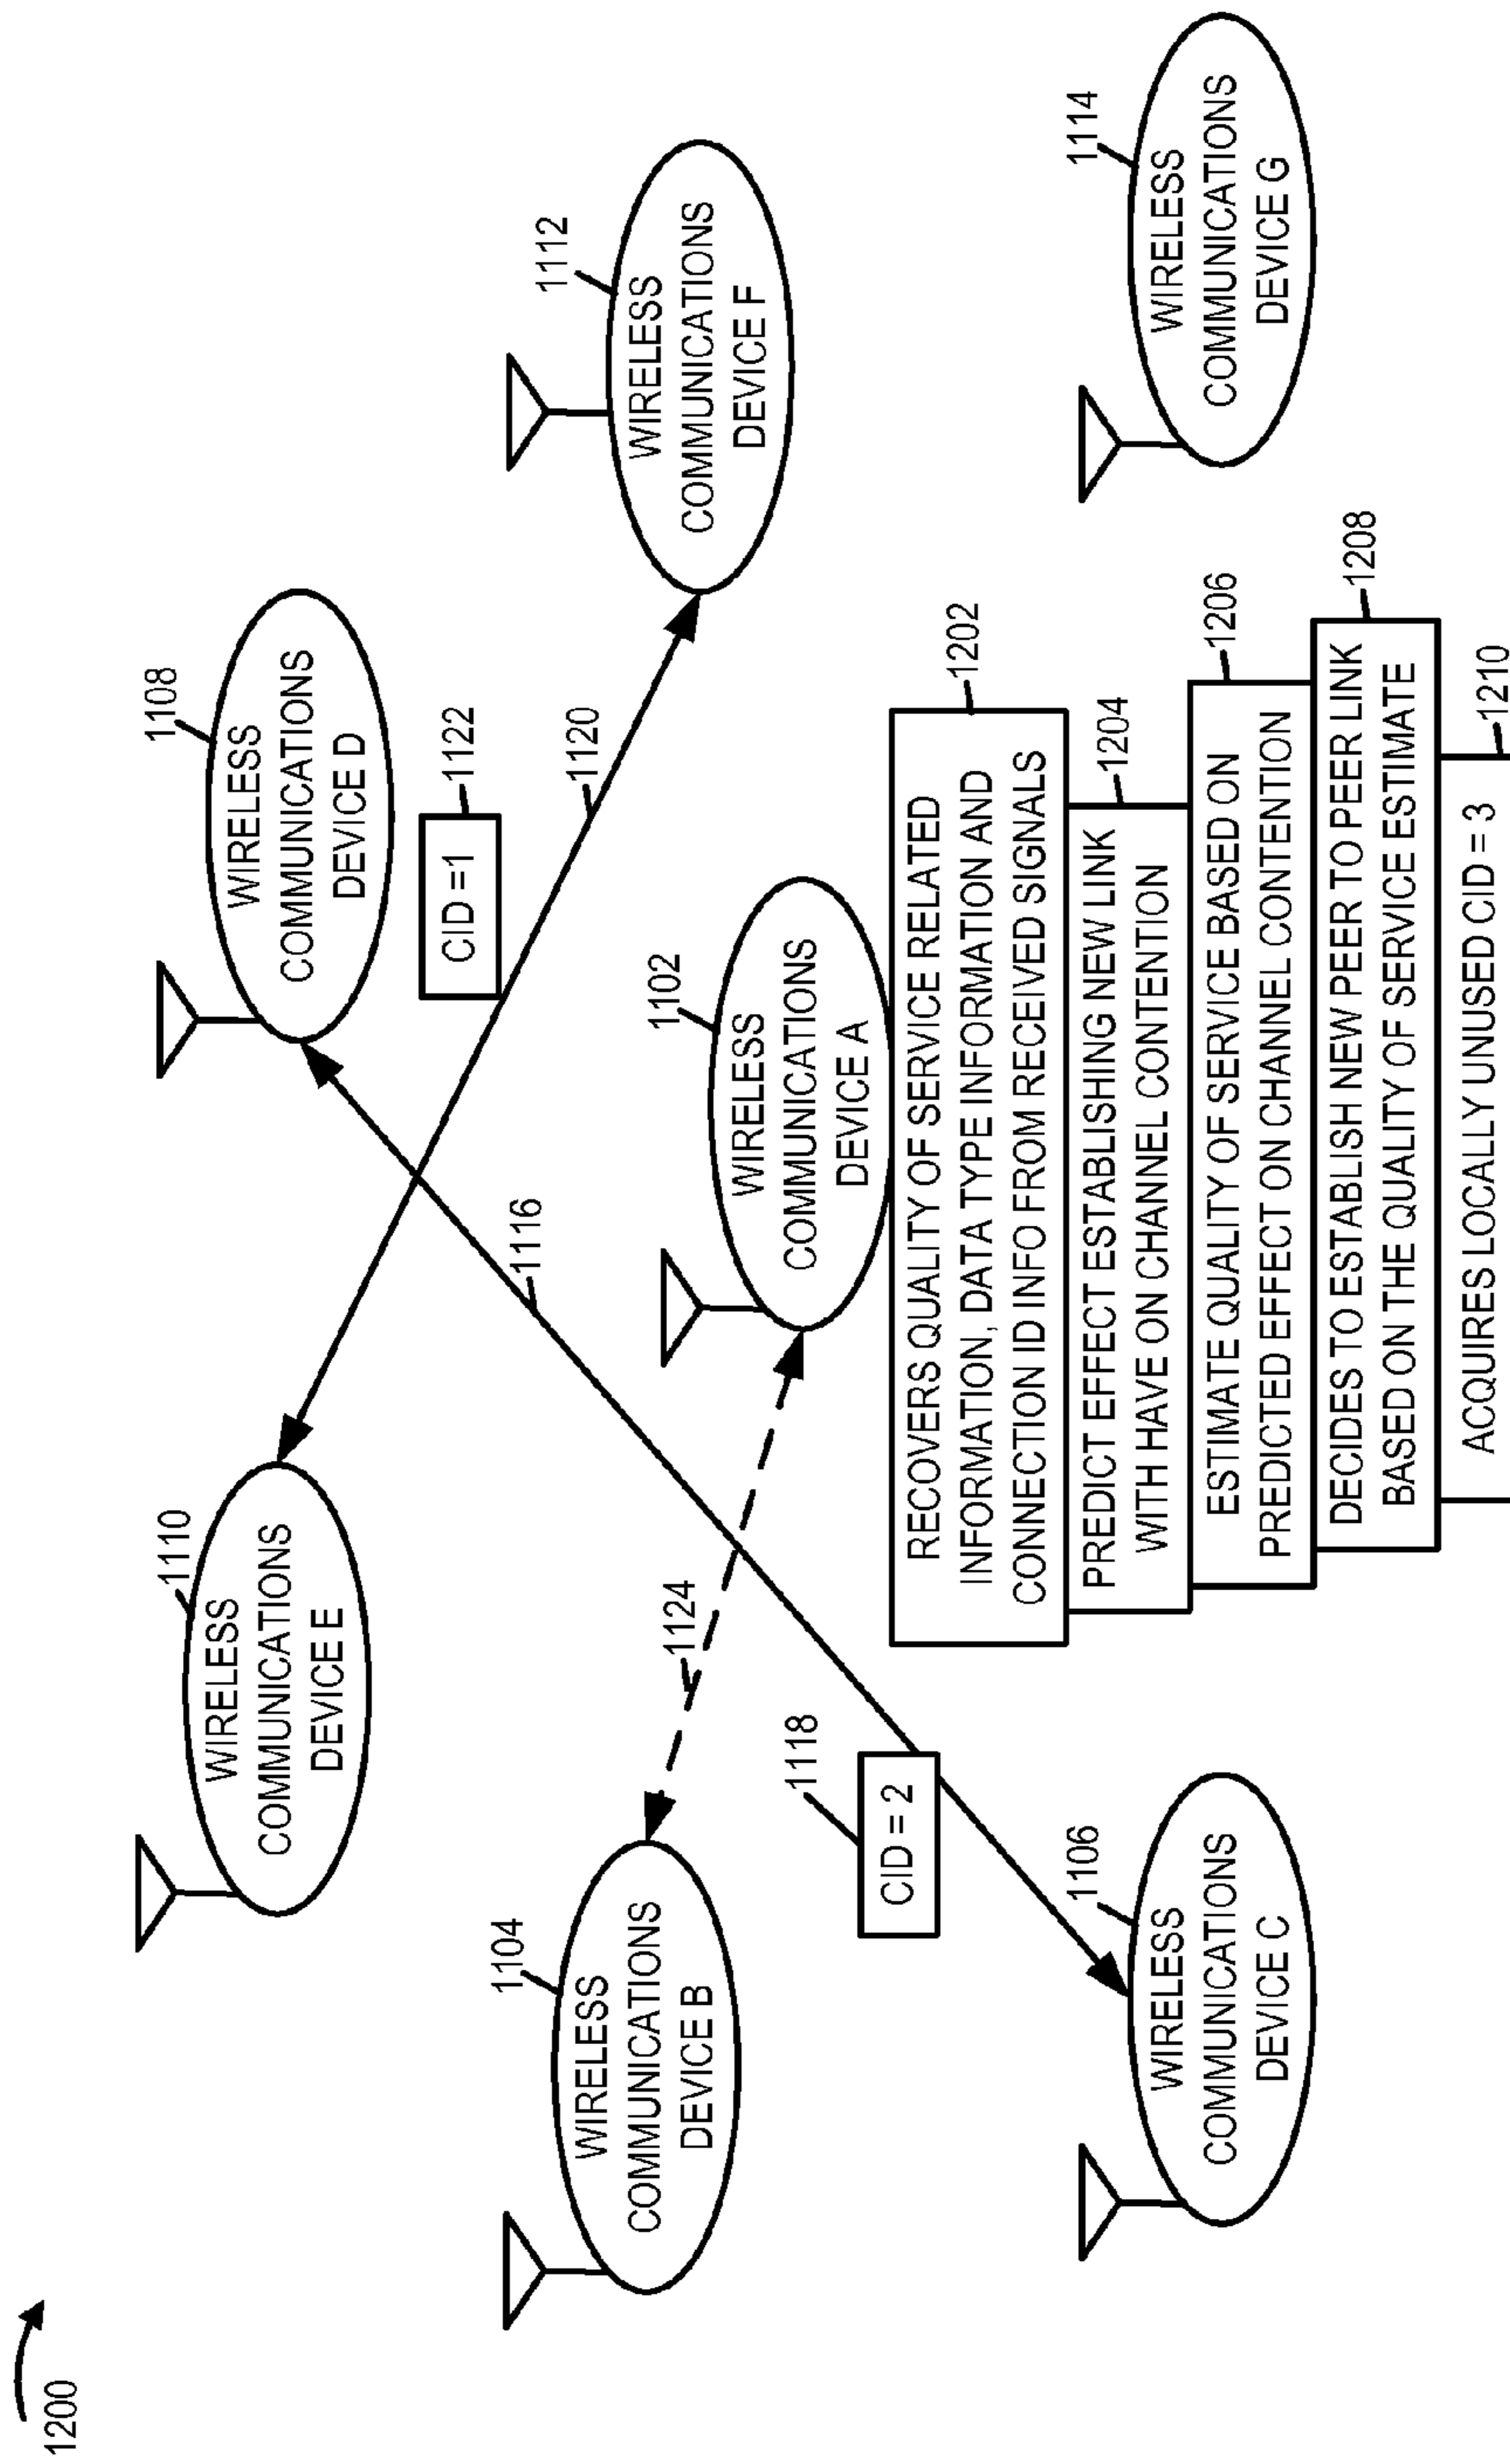 1200
1110
WIRELESS
COMMUNICATIONS
DEVICE E
1108
WIRELESS
COMMUNICATIONS
DEVICE D
CID =1
1122
1120
1116
1112
WIRELESS
COMMUNICATIONS
DEVICE F
1104
WIRELESS
COMMUNICATIONS
DEVICE B
1124
1102
WIRELESS
COMMUNICATIONS
DEVICE A
1118
CID = 2
1106
WIRELESS
COMMUNICATIONS
DEVICE C
1114
WIRELESS
COMMUNICATIONS
DEVICE G
RECOVERS QUALITY OF SERVICE RELATED
INFORMATION, DATA TYPE INFORMATION AND
CONNECTION ID INFO FROM RECEIVED SIGNALS
1202
PREDICT EFFECT ESTABLISHING NEW LINK
WITH HAVE ON CHANNEL CONTENTION
1204
ESTIMATE QUALITY OF SERVICE BASED ON
PREDICTED EFFECT ON CHANNEL CONTENTION
1206
DECIDES TO ESTABLISH NEW PEER TO PEER LINK
BASED ON THE QUALITY OF SERVICE ESTIMATE
1208
ACQUIRES LOCALLY UNUSED CID = 3
1210